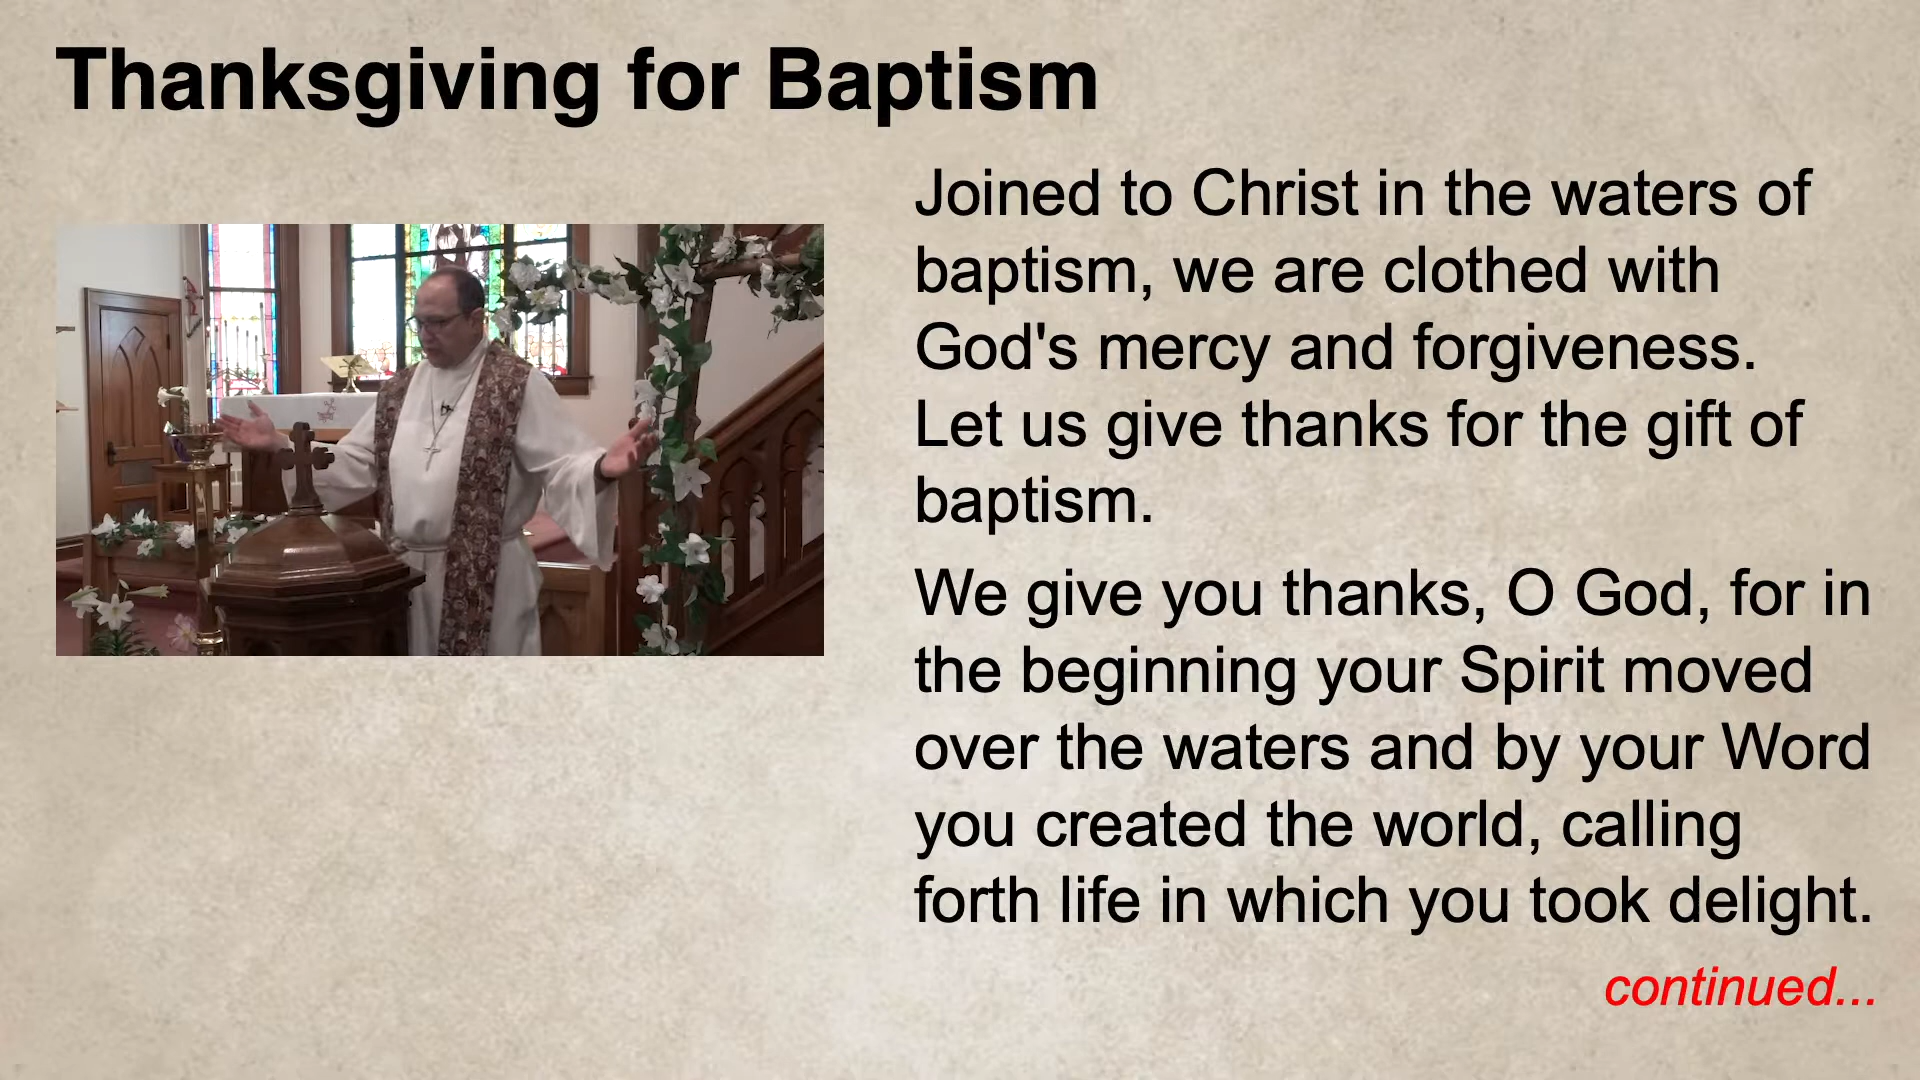 Thanksgiving for Baptism
Joined to Christ in the waters of
baptism, we are clothed with
God's mercy and forgiveness.
Let us give thanks for the gift of
baptism.
We give you thanks, O God, for in
the beginning your Spirit moved
over the waters and by your Word
you created the world, calling
forth life in which you took delight.
continued...